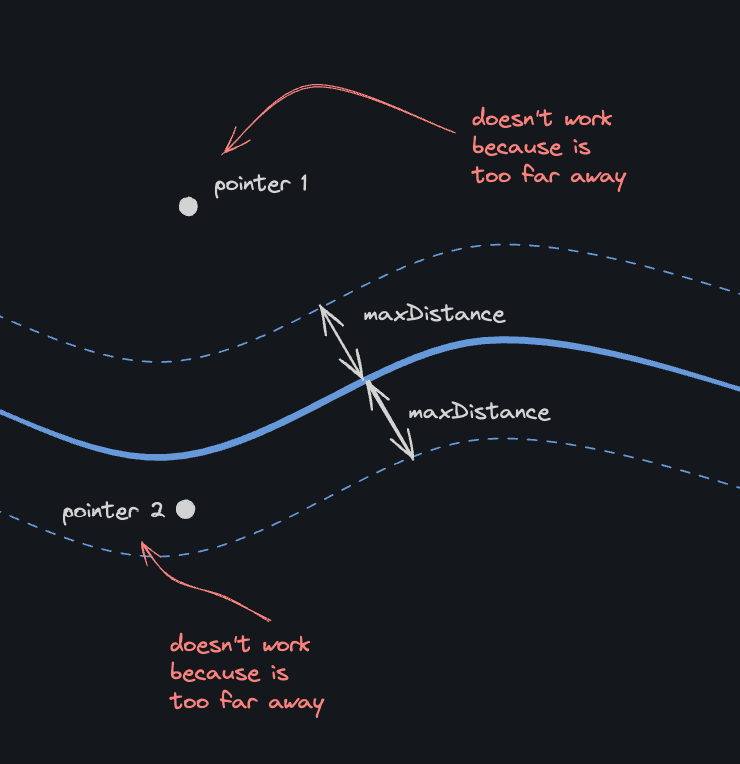 doesn't work
because is
too far away
pointer 1
maxDistance
maxDistance
pointer 2
doesn't work
because is
too far away